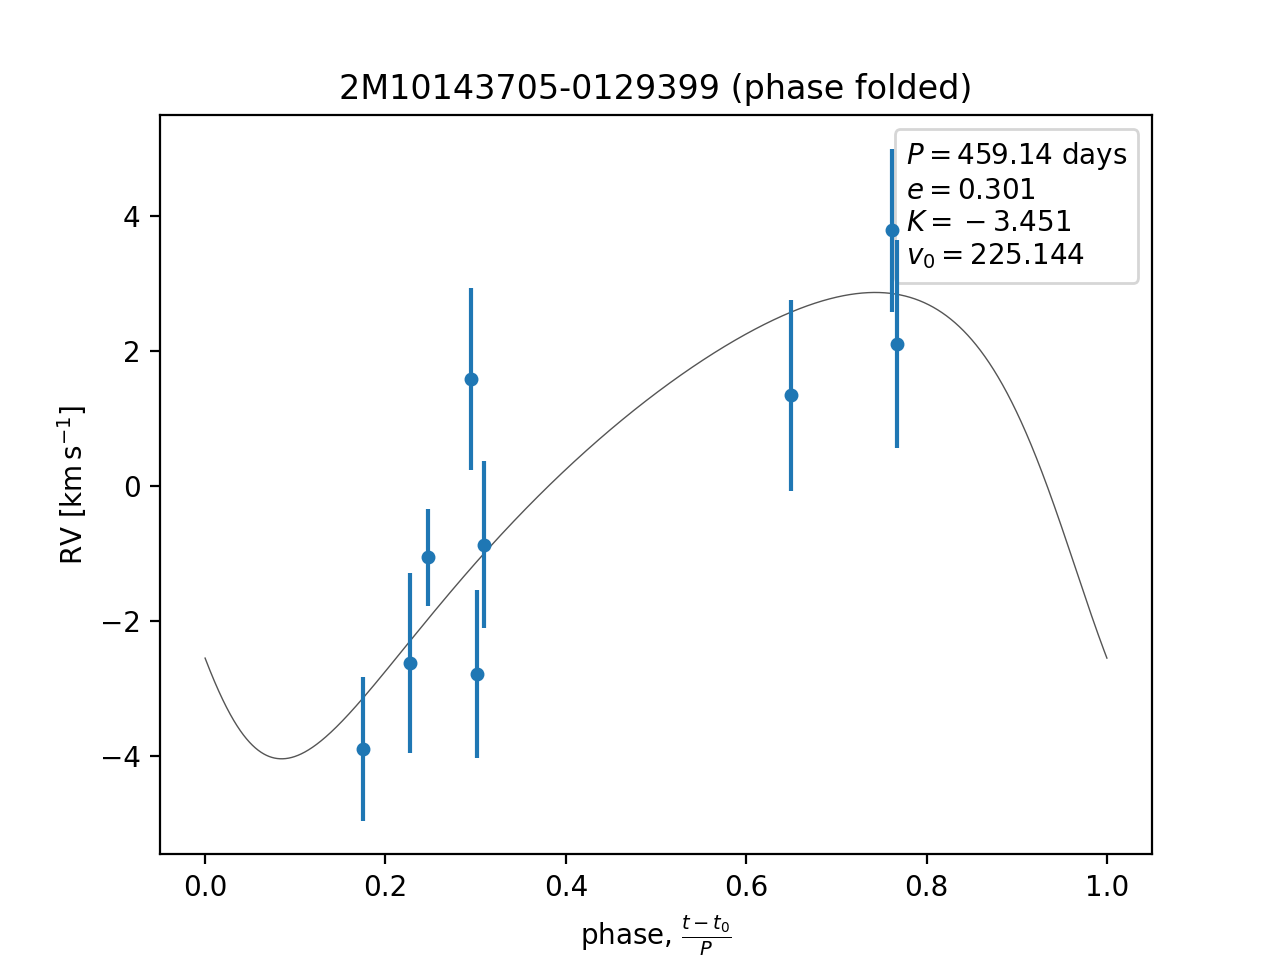 2M10143705-0129399 (phase folded)
P = 459.14 days
e = 0.301
K = −3.451
v₀ = 225.144
4
2
0
−2
−4
RV [km s⁻¹]
0.0 0.2 0.4 0.6 0.8 1.0
phase, (t − t₀)/P